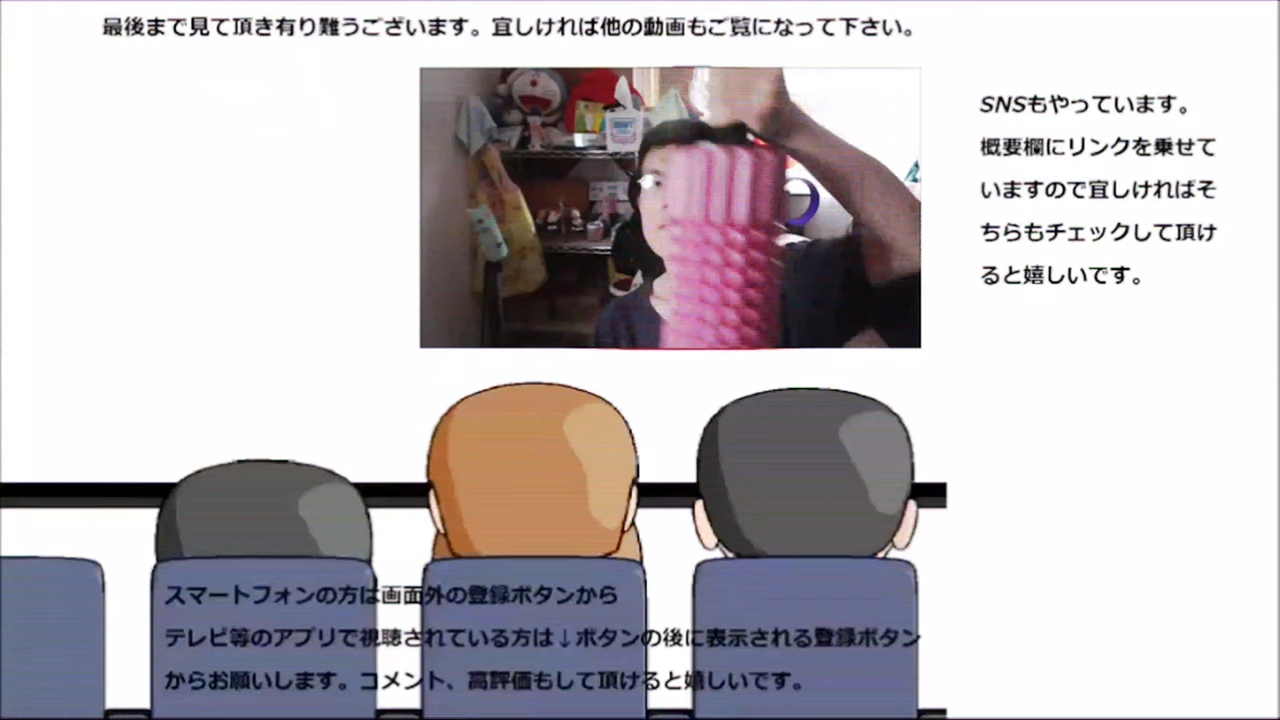 最後まで見て頂き有り難うございます。宜しければ他の動画もご覧になって下さい。
SNSもやっています。
概要欄にリンクを乗せて
いますので宜しければそ
ちらもチェックして頂け
ると嬉しいです。
スマートフォンの方は画面外の登録ボタンから
テレビ等のアプリで視聴されている方は↓ボタンの後に表示される登録ボタン
からお願いします。コメント、高評価もして頂けると嬉しいです。